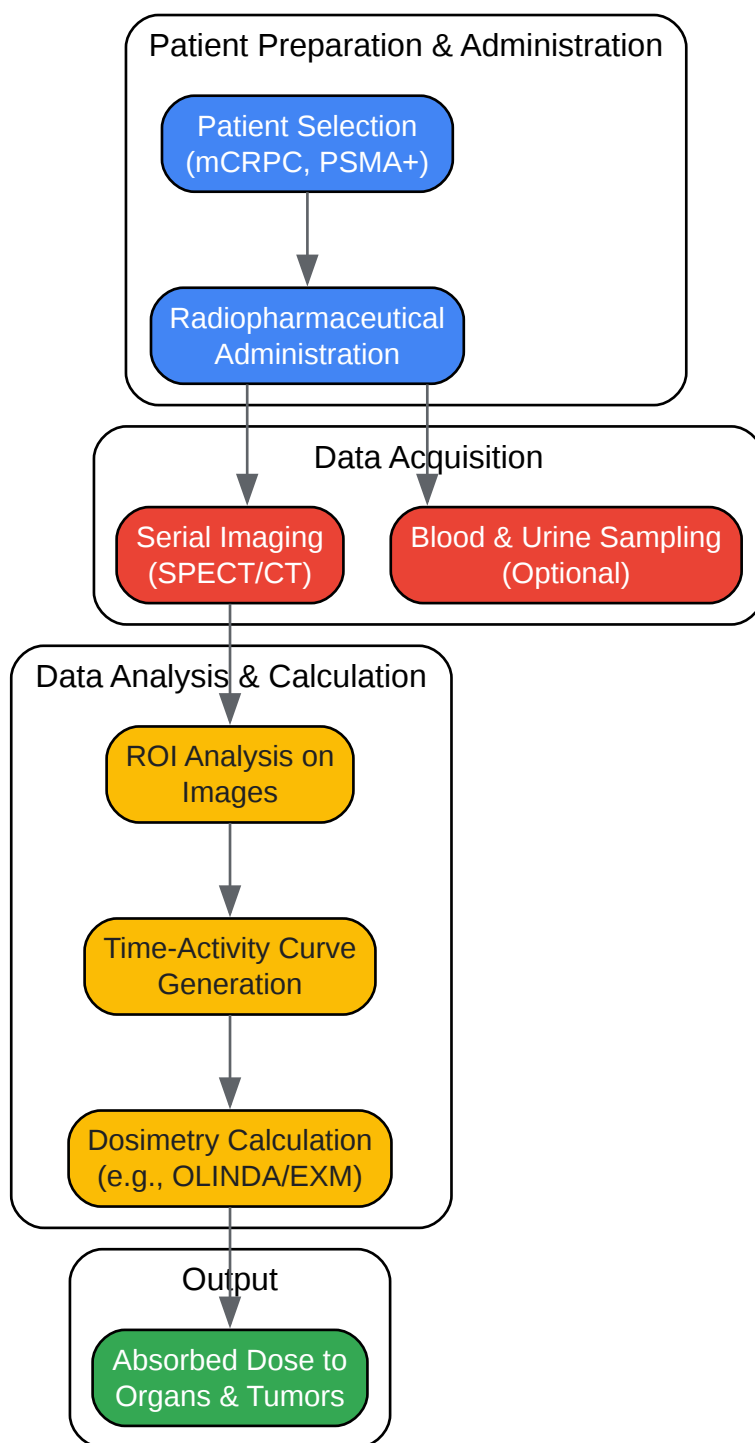 Patient Preparation & Administration
Patient Selection
(mCRPC, PSMA+)
Radiopharmaceutical
Administration
Data Acquisition
Serial Imaging
(SPECT/CT)
Blood & Urine Sampling
(Optional)
Data Analysis & Calculation
ROI Analysis on
Images
Time-Activity Curve
Generation
Dosimetry Calculation
(e.g., OLINDA/EXM)
Output
Absorbed Dose to
Organs & Tumors